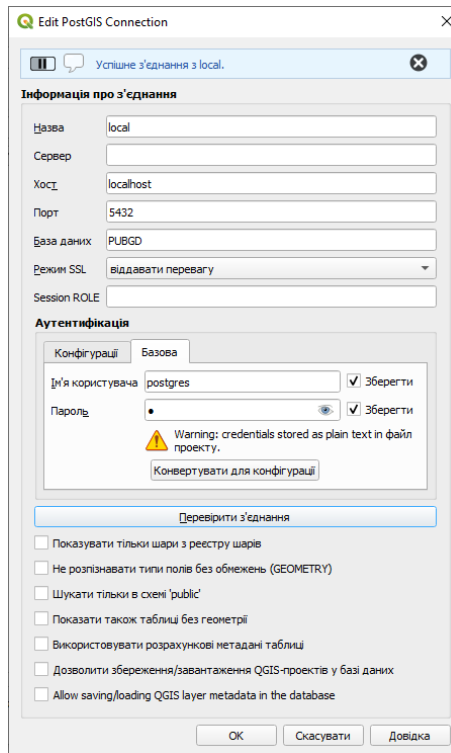 Edit PostGIS Connection
Успішне з'єднання з local.
Інформація про з'єднання
Назва local
Сервер
Хост localhost
Порт 5432
База даних PUBGD
Режим SSL віддавати перевагу
Session ROLE
Аутентифікація
Конфігурації Базова
Ім'я користувача postgres Зберегти
Пароль Зберегти
Warning: credentials stored as plain text in файл
проекту.
Конвертувати для конфігурації
Перевірити з'єднання
Показувати тільки шари з реєстру шарів
Не розпізнавати типи полів без обмежень (GEOMETRY)
Шукати тільки в схемі 'public'
Показати також таблиці без геометрії
Використовувати розрахункові метадані таблиці
Дозволити збереження/завантаження QGIS-проектів у базі даних
Allow saving/loading QGIS layer metadata in the database
OK Скасувати Довідка